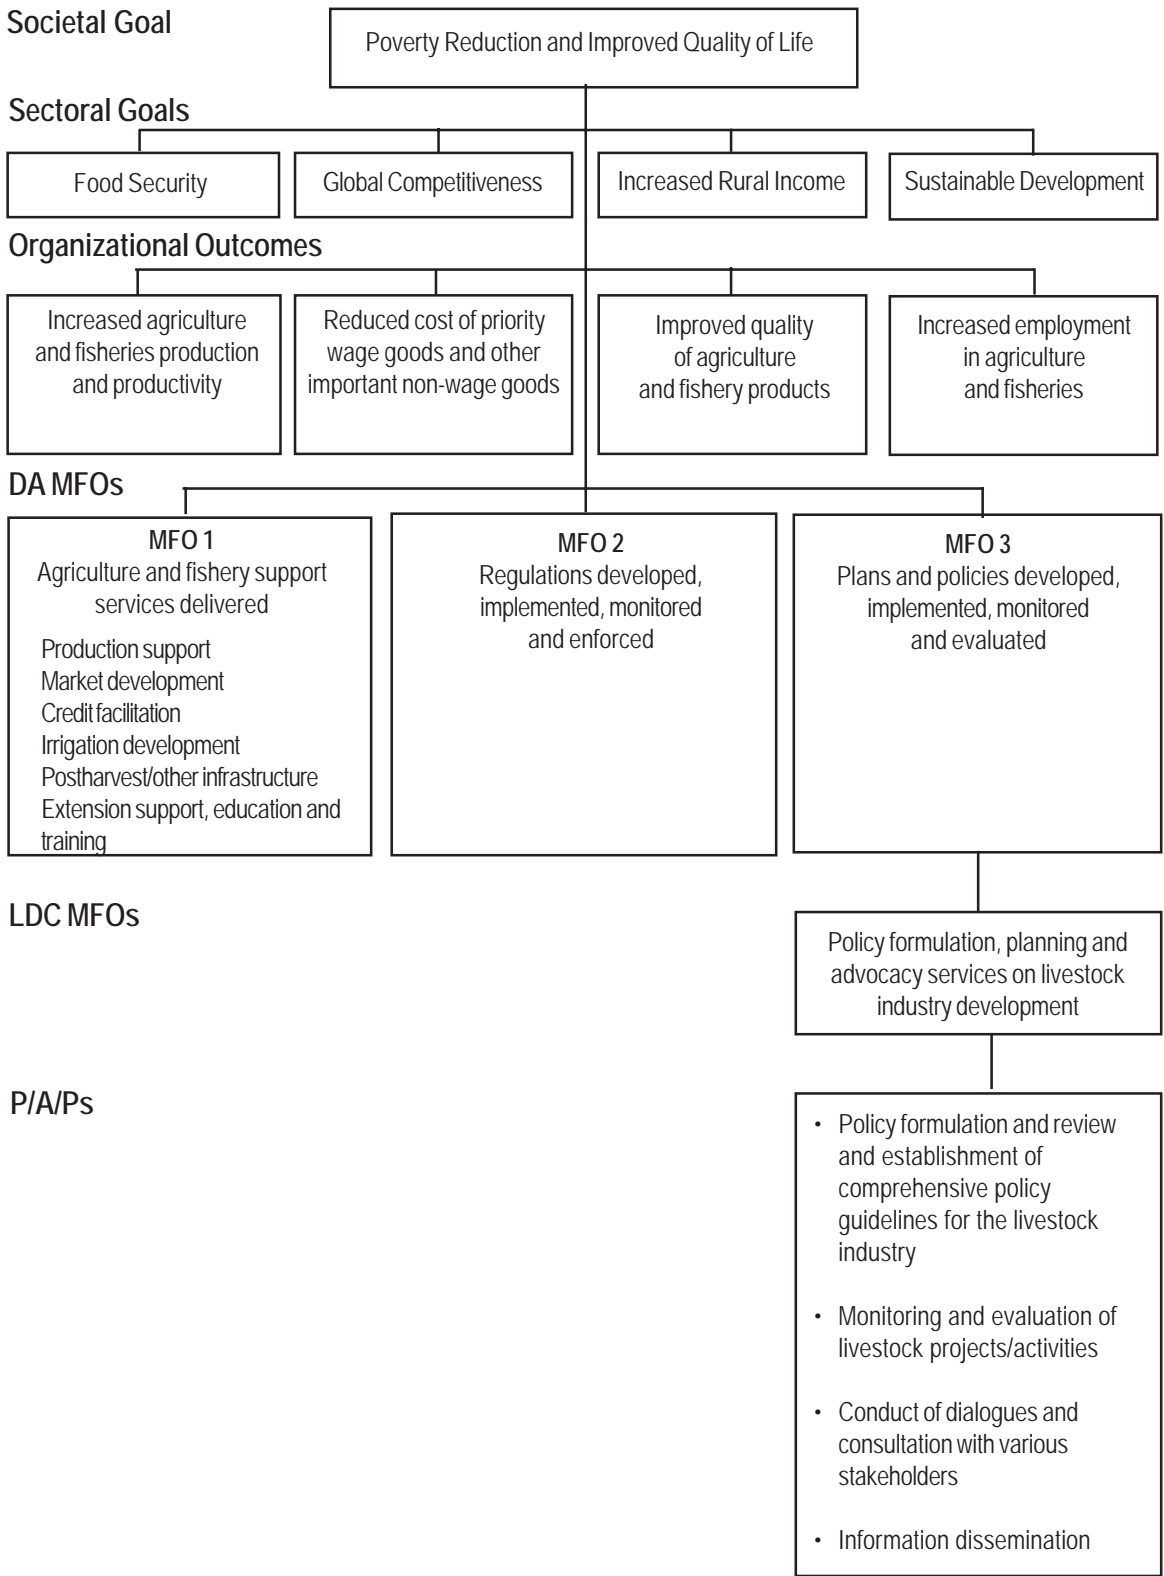 Societal Goal
Poverty Reduction and Improved Quality of Life
Sectoral Goals
Food Security
Global Competitiveness
Increased Rural Income
Sustainable Development
Organizational Outcomes
Increased agriculture
and fisheries production
and productivity
Reduced cost of priority
wage goods and other
important non-wage goods
Improved quality
of agriculture
and fishery products
Increased employment
in agriculture
and fisheries
DA MFOs
MFO 1
Agriculture and fishery support
services delivered
Production support
Market development
Credit facilitation
Irrigation development
Postharvest/other infrastructure
Extension support, education and
training
MFO 2
Regulations developed,
implemented, monitored
and enforced
MFO 3
Plans and policies developed,
implemented, monitored
and evaluated
LDC MFOs
Policy formulation, planning and
advocacy services on livestock
industry development
P/A/Ps
• Policy formulation and review
and establishment of
comprehensive policy
guidelines for the livestock
industry
• Monitoring and evaluation of
livestock projects/activities
• Conduct of dialogues and
consultation with various
stakeholders
• Information dissemination